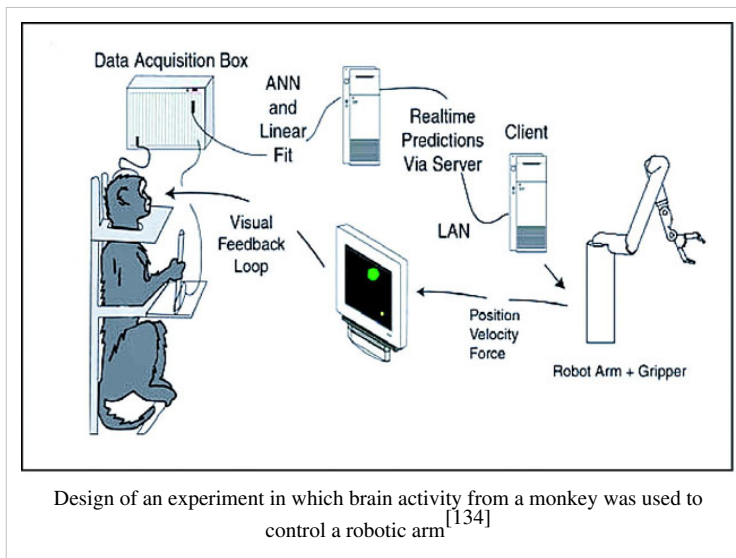 Data Acquisition Box
ANN
and
Linear
Fit
Realtime
Predictions
Via Server
Client
LAN
Visual
Feedback
Loop
Position
Velocity
Force
Robot Arm + Gripper
Design of an experiment in which brain activity from a monkey was used to
control a robotic arm[134]